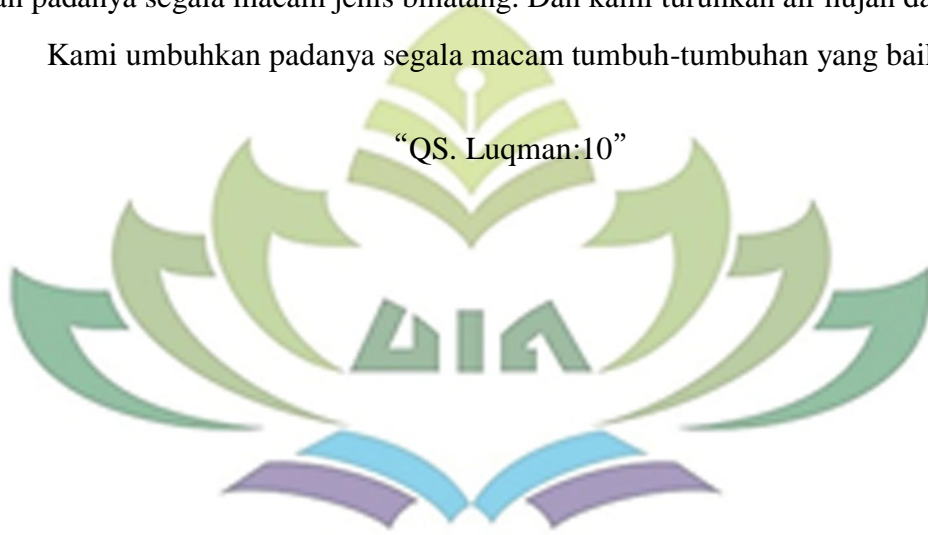 padanya segala macam jenis binatang. Dan kami turunkan air hujan
Kami umbuhkan padanya segala macam tumbuh-tumbuhan yang
“QS. Luqman:10”
UIN